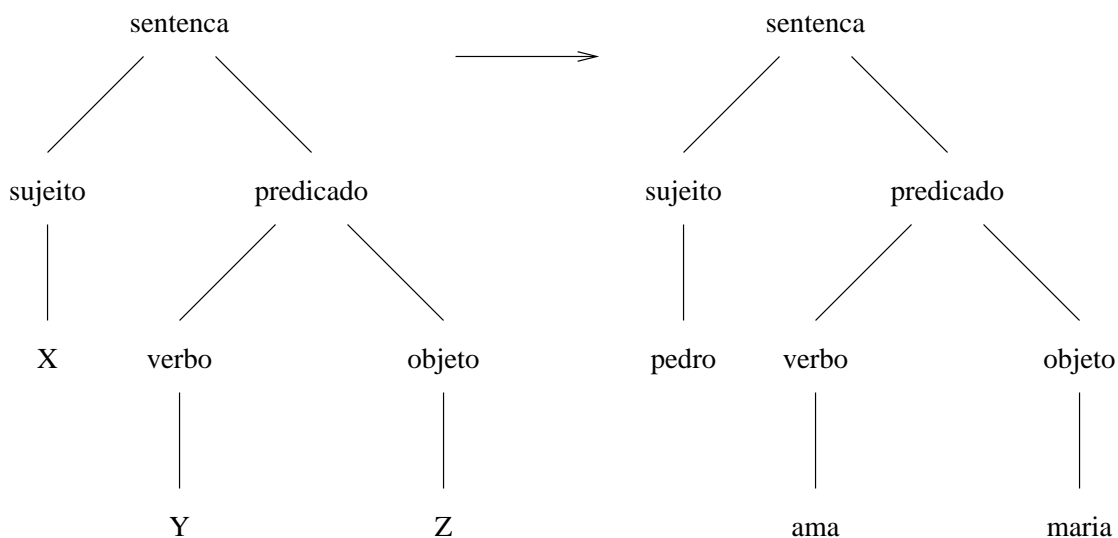 sentenca sentenca
sujeito predicado sujeito predicado
X verbo objeto pedro verbo objeto
Y Z ama maria